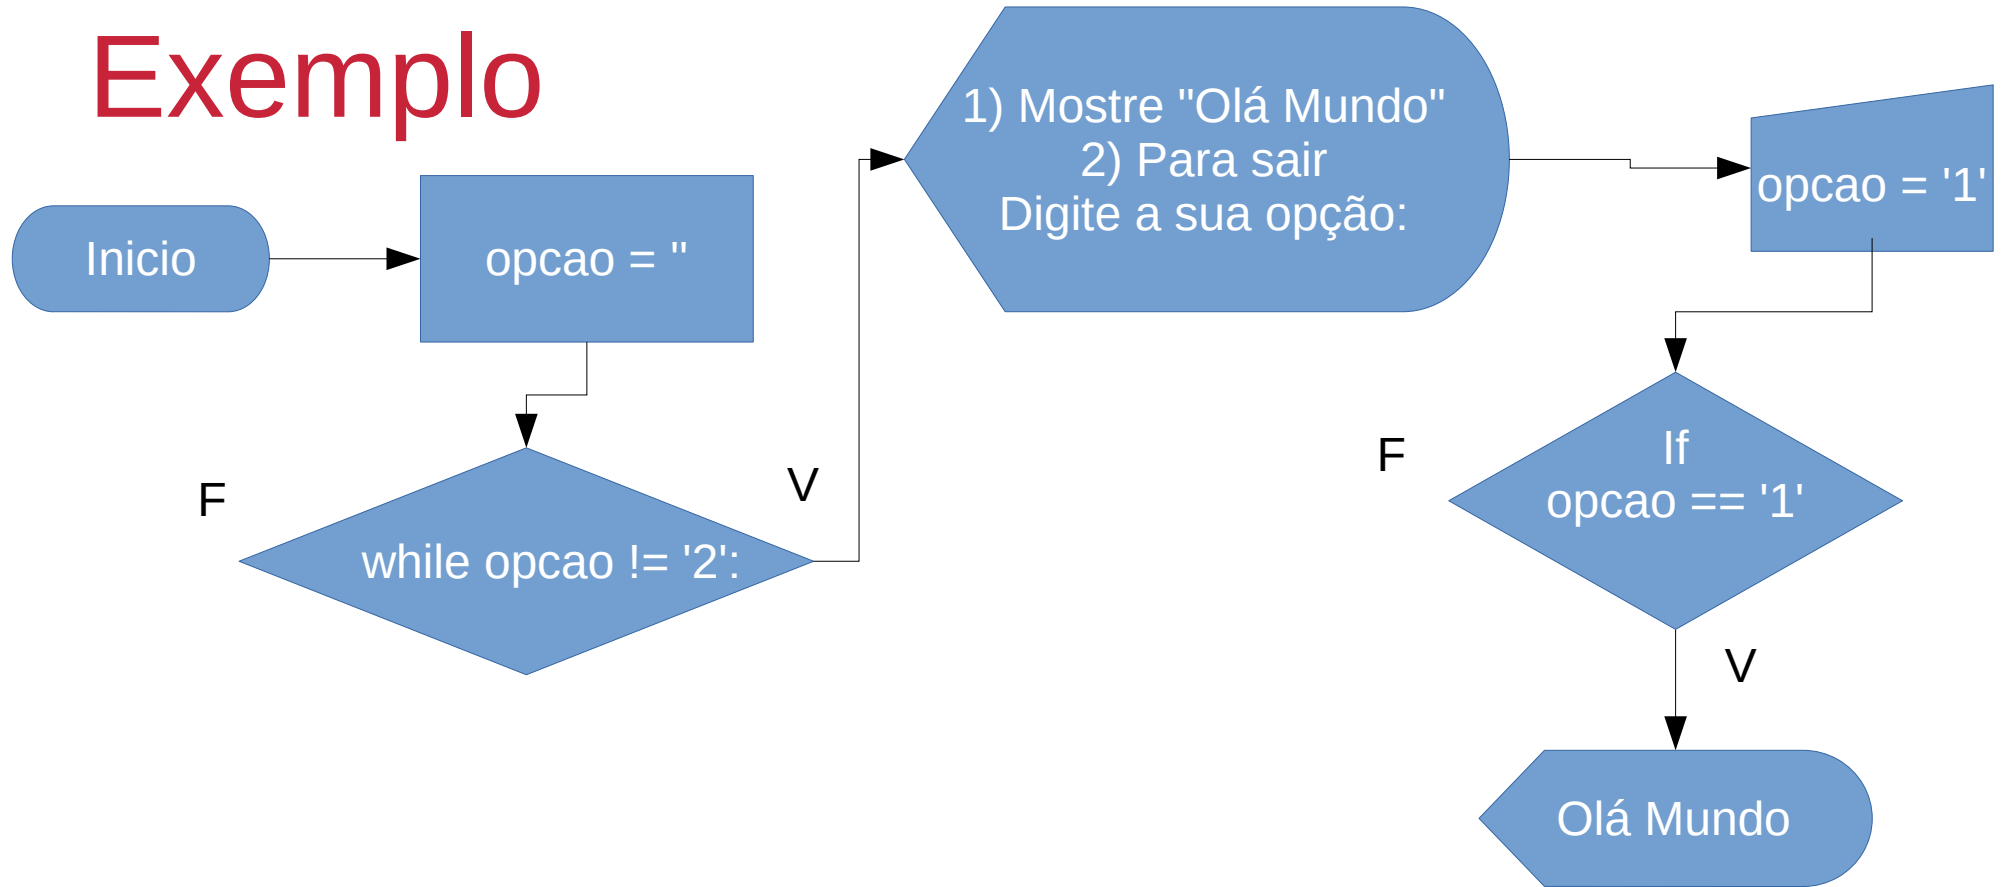 Exemplo
Inicio
opcao = ''
F
while opcao != '2':
V
1) Mostre "Olá Mundo"
2) Para sair
Digite a sua opção:
opcao = '1'
F
If
opcao == '1'
V
Olá Mundo